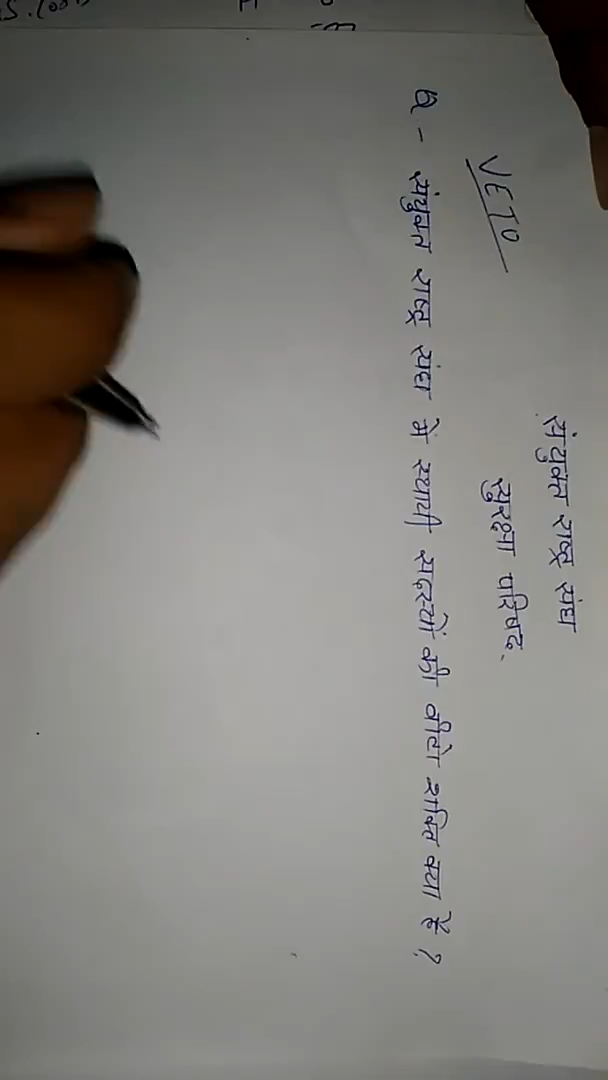 संयुक्त राष्ट्र संघ
सुरक्षा परिषद
VETO
Q - संयुक्त राष्ट्र संघ में स्थायी सदस्यों की वीटो शक्ति क्या है ?